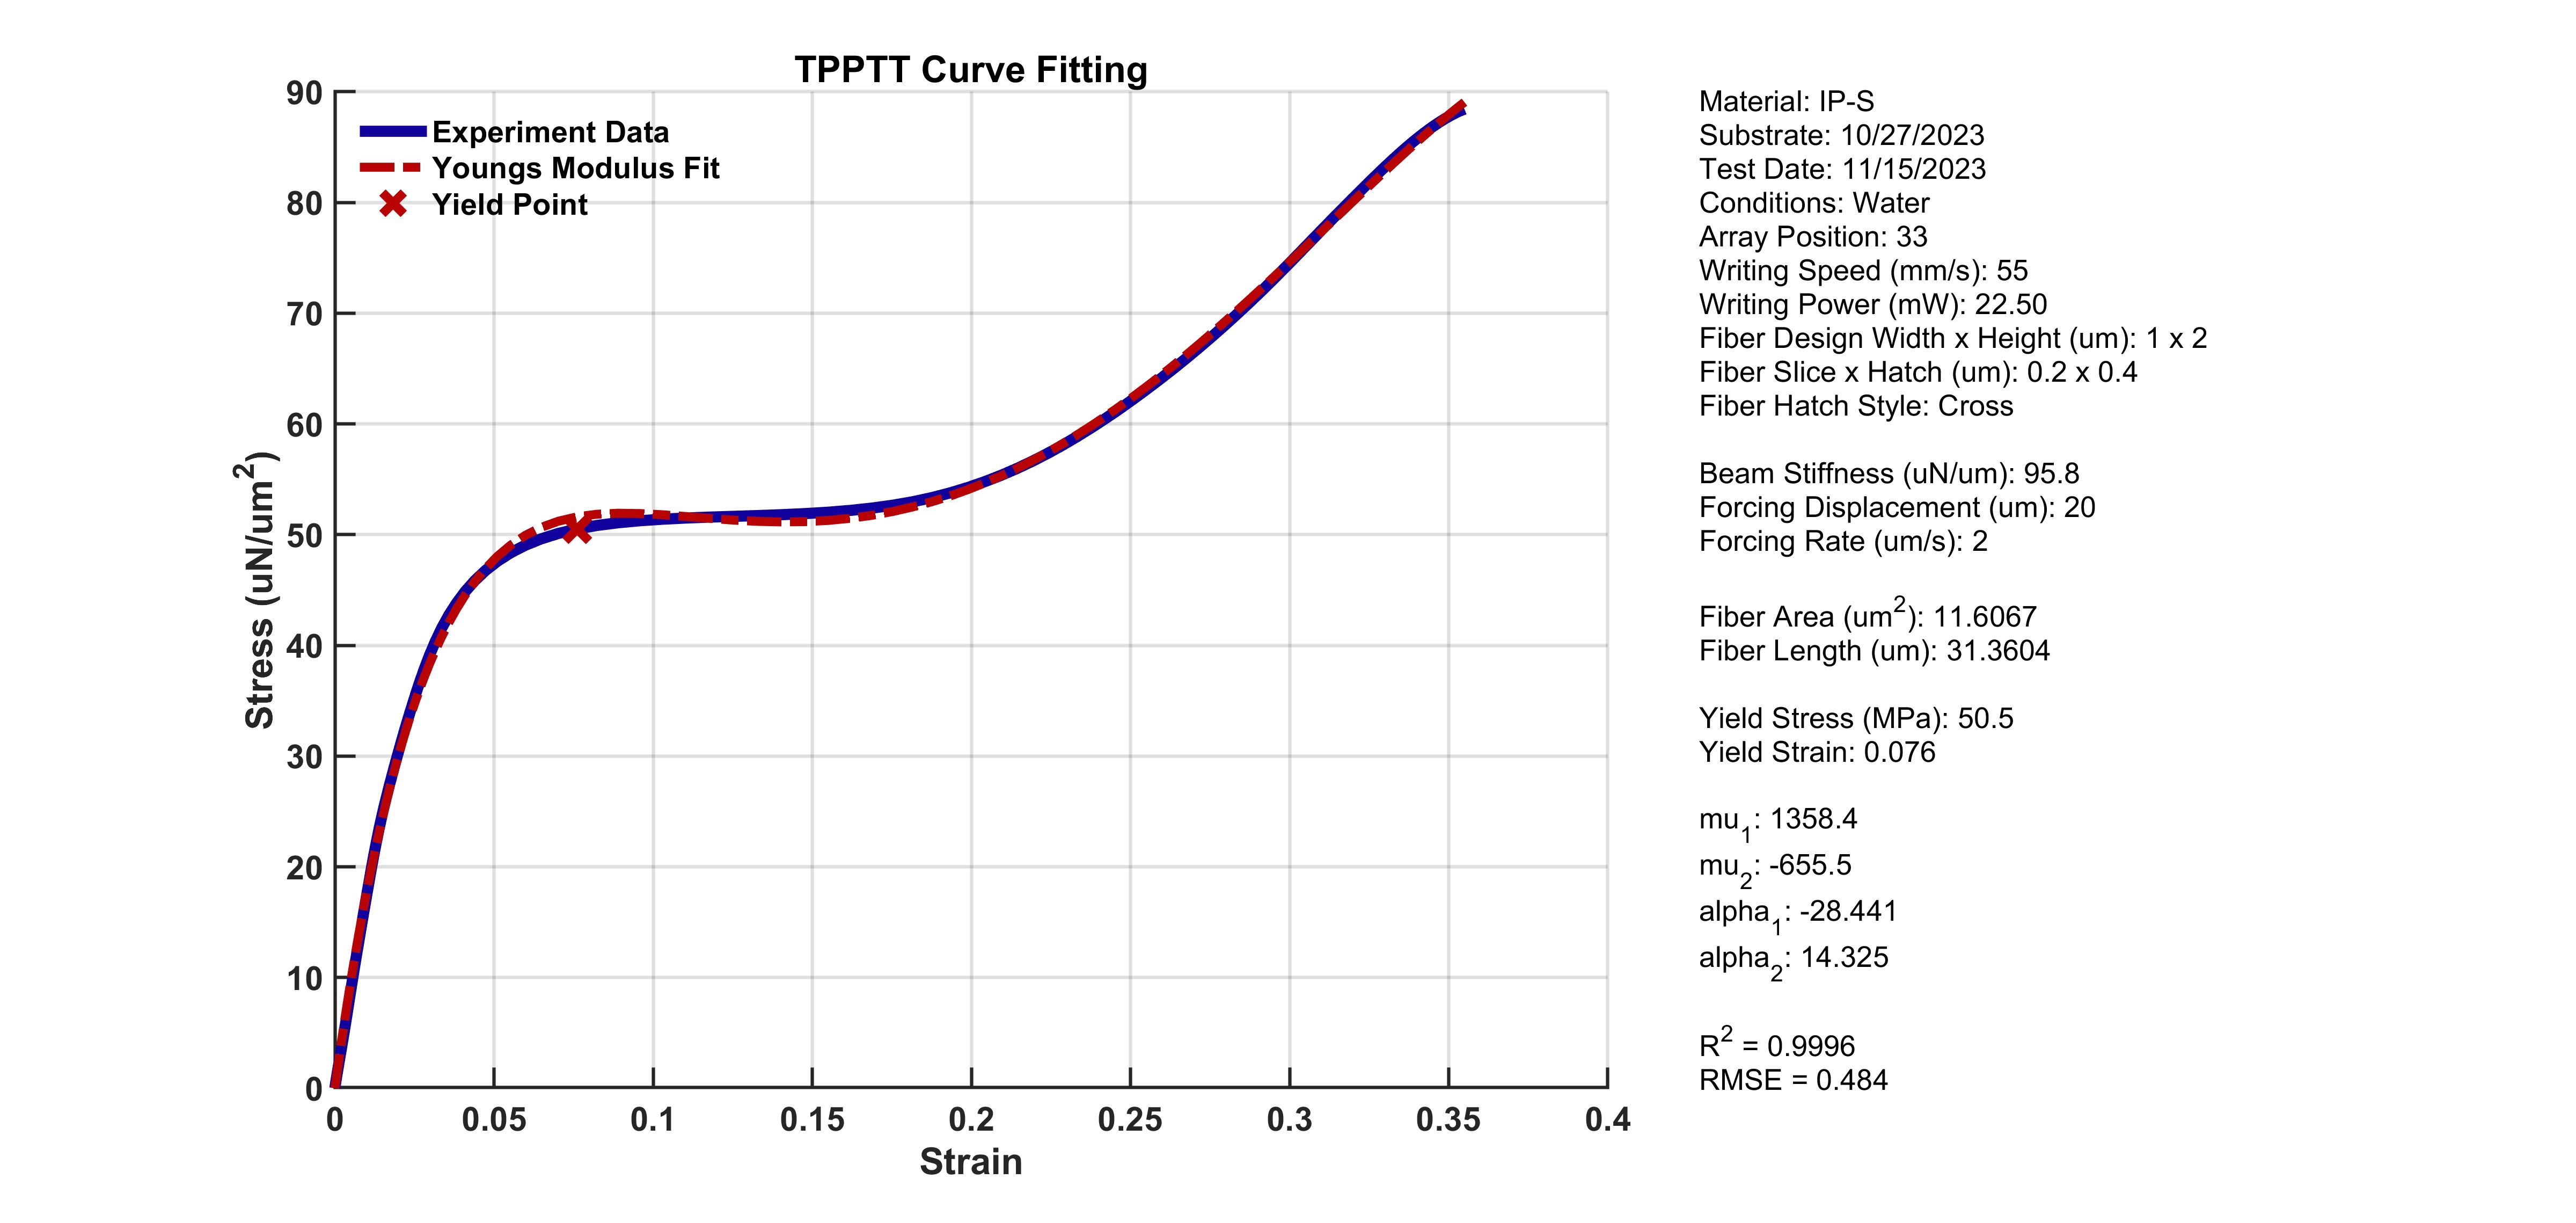 TPPTT Curve Fitting
90
80
70
60
50
40
30
20
10
0
Stress (uN/um2)
Experiment Data
Youngs Modulus Fit
Yield Point
0 0.05 0.1 0.15 0.2 0.25 0.3 0.35 0.4
Strain
Material: IP-S
Substrate: 10/27/2023
Test Date: 11/15/2023
Conditions: Water
Array Position: 33
Writing Speed (mm/s): 55
Writing Power (mW): 22.50
Fiber Design Width x Height (um): 1 x 2
Fiber Slice x Hatch (um): 0.2 x 0.4
Fiber Hatch Style: Cross
Beam Stiffness (uN/um): 95.8
Forcing Displacement (um): 20
Forcing Rate (um/s): 2
Fiber Area (um2): 11.6067
Fiber Length (um): 31.3604
Yield Stress (MPa): 50.5
Yield Strain: 0.076
mu1: 1358.4
mu2: -655.5
alpha1: -28.441
alpha2: 14.325
R2 = 0.9996
RMSE = 0.484